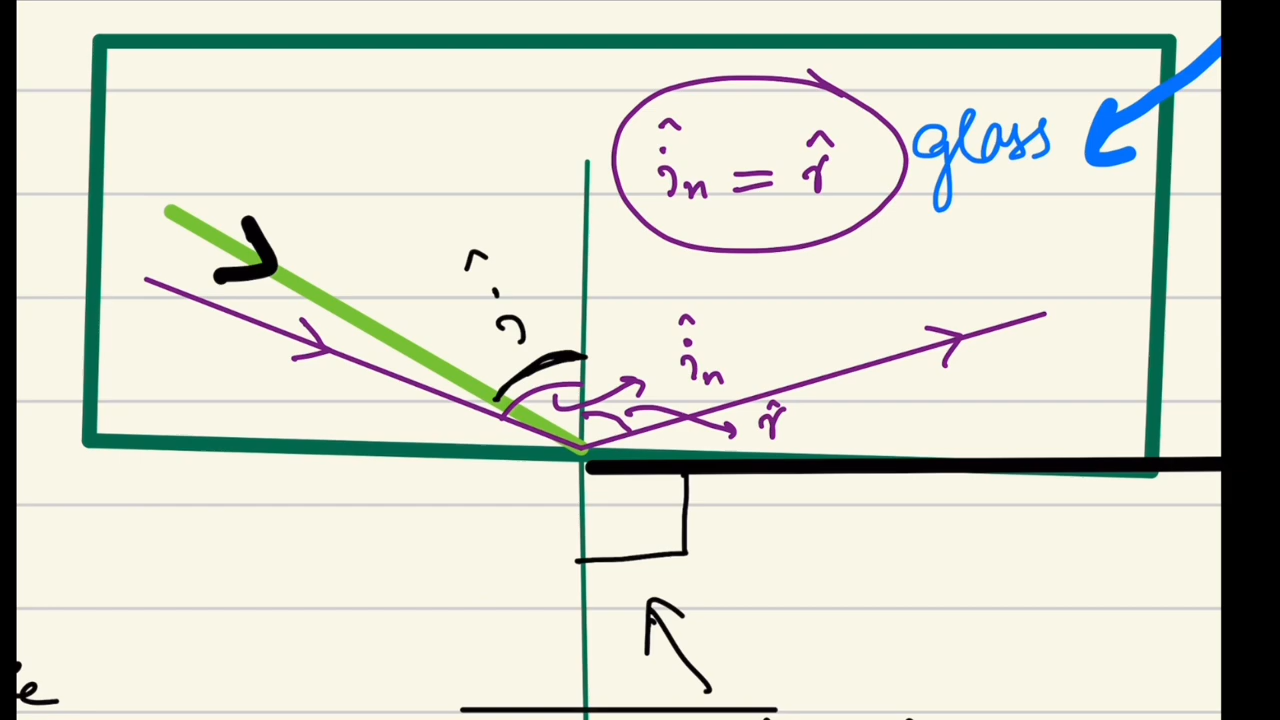 î_n = r̂
glass
î
î_n
r̂